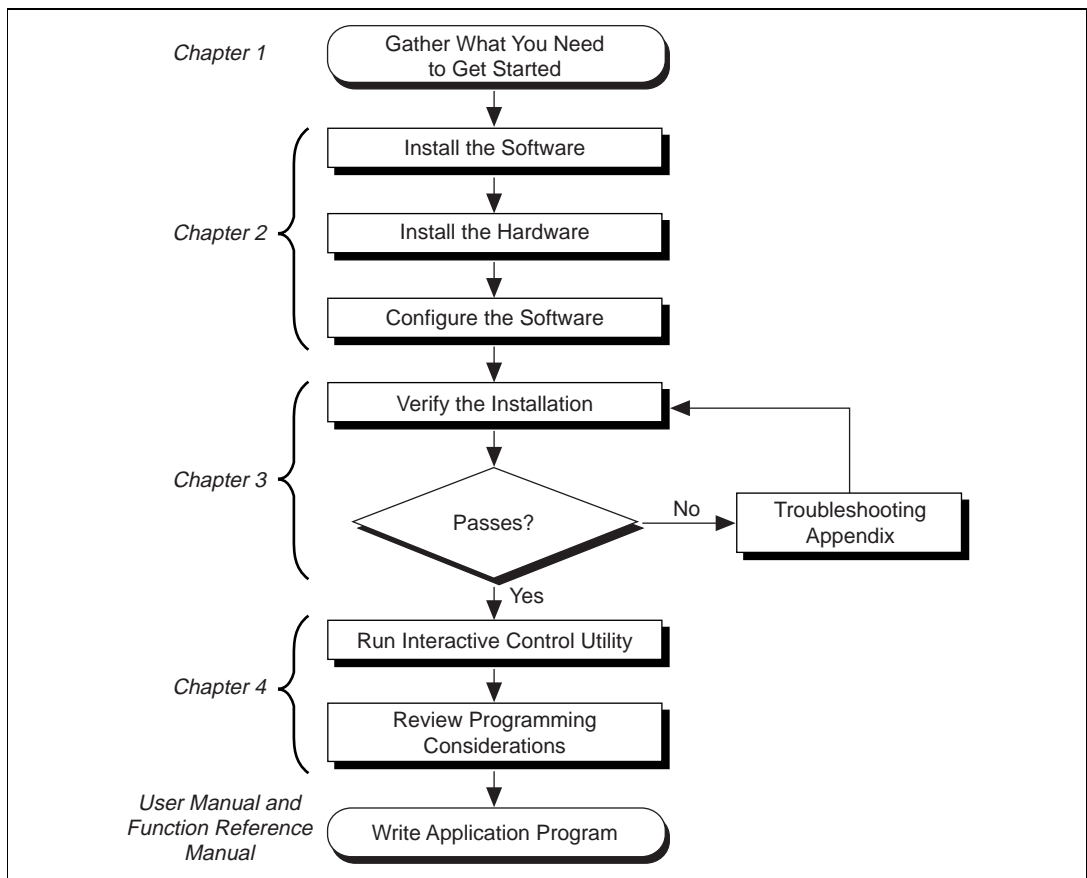 Chapter 1
Gather What You Need
to Get Started
Install the Software
Chapter 2
Install the Hardware
Configure the Software
Verify the Installation
Chapter 3
Passes?
No
Troubleshooting
Appendix
Yes
Run Interactive Control Utility
Chapter 4
Review Programming
Considerations
User Manual and
Function Reference
Manual
Write Application Program